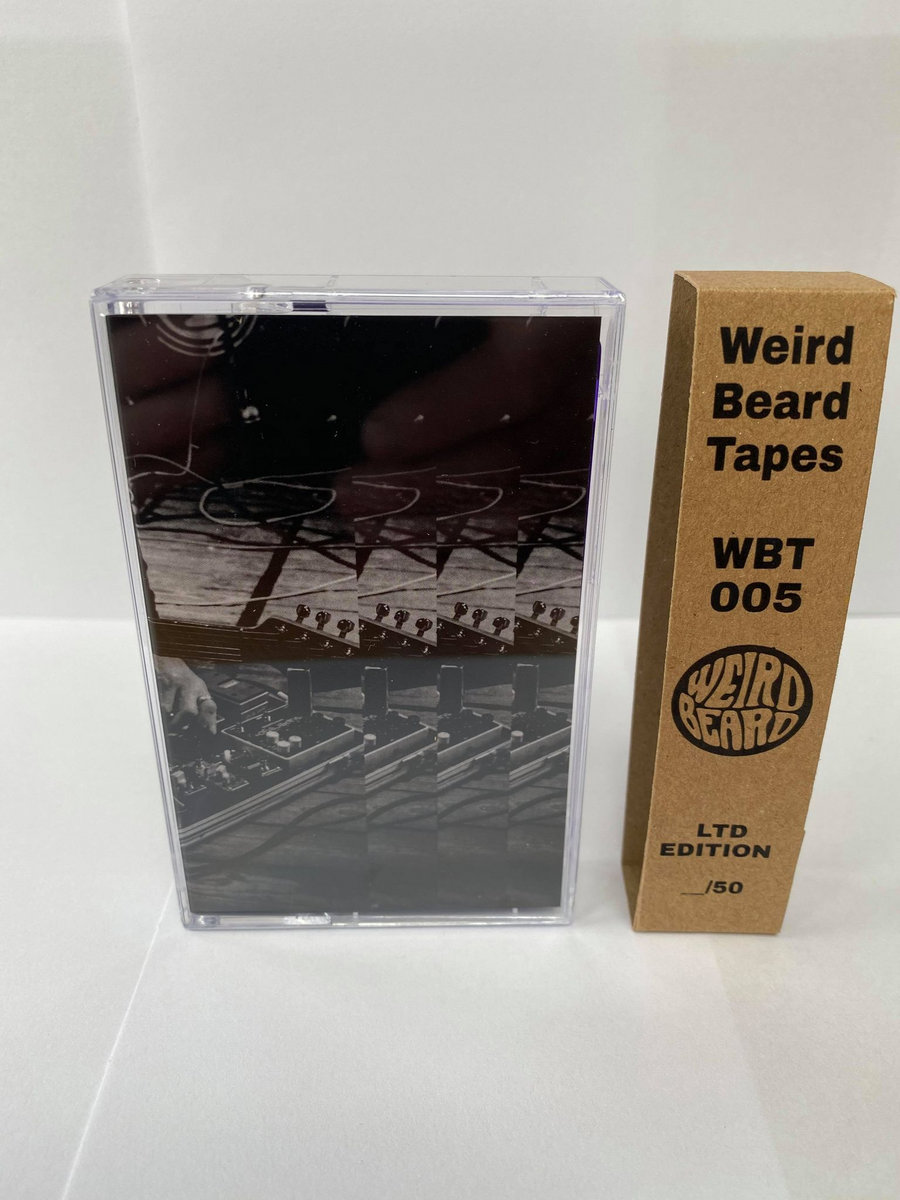 Weird
Beard
Tapes
WBT
005
WEIRD
BEARD
LTD
EDITION
__/50